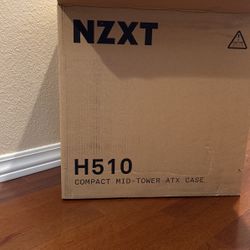 NZXT
H510
COMPACT MID-TOWER ATX CASE